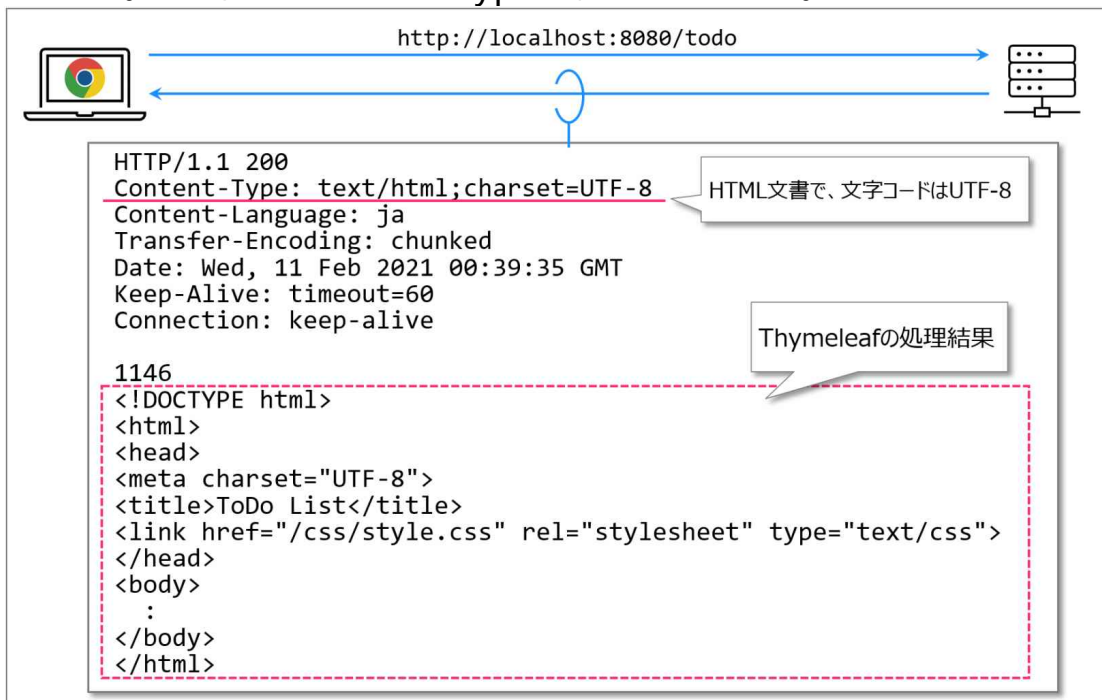 http://localhost:8080/todo
HTTP/1.1 200
Content-Type: text/html;charset=UTF-8
HTML文書で、文字コードはUTF-8
Content-Language: ja
Transfer-Encoding: chunked
Date: Wed, 11 Feb 2021 00:39:35 GMT
Keep-Alive: timeout=60
Connection: keep-alive
Thymeleafの処理結果
1146
<!DOCTYPE html>
<html>
<head>
<meta charset="UTF-8">
<title>ToDo List</title>
<link href="/css/style.css" rel="stylesheet" type="text/css">
</head>
<body>
:
</body>
</html>